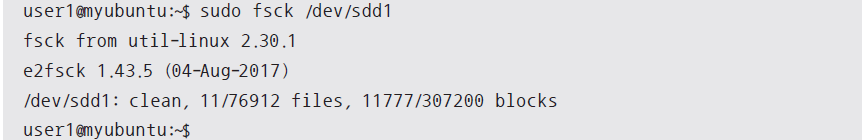 user1@myubuntu:~$ sudo fsck /dev/sdd1
fsck from util-linux 2.30.1
e2fsck 1.43.5 (04-Aug-2017)
/dev/sdd1: clean, 11/76912 files, 11777/307200 blocks
user1@myubuntu:~$